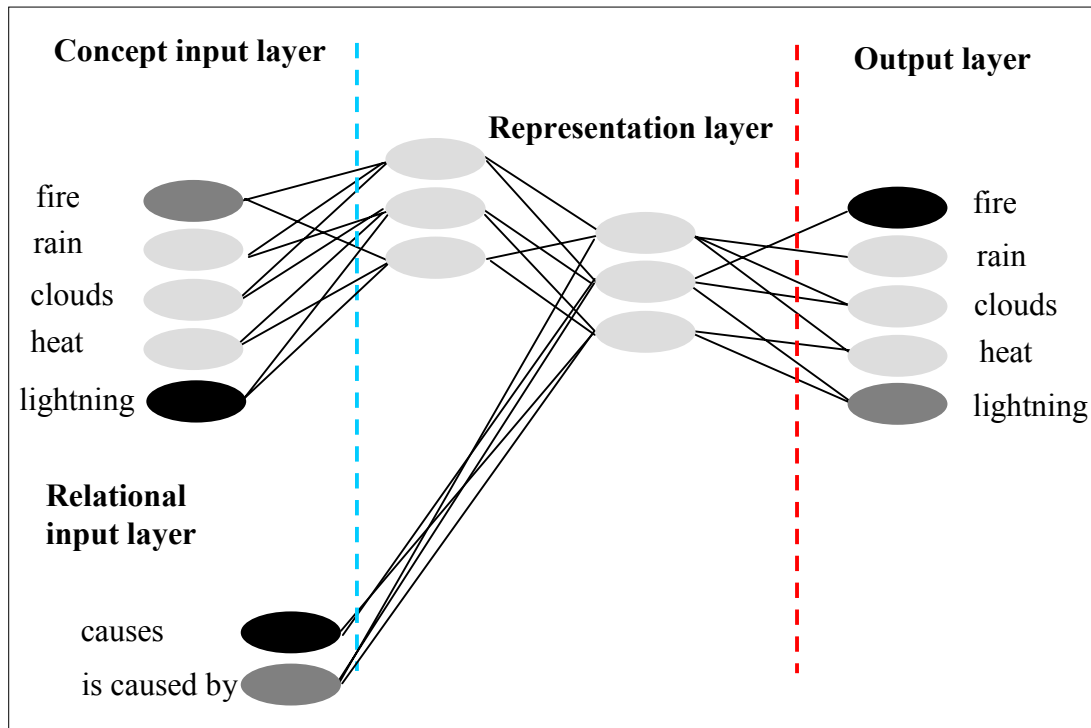 Concept input layer
Output layer
Representation layer
fire
rain
clouds
heat
lightning
fire
rain
clouds
heat
lightning
Relational
input layer
causes
is caused by